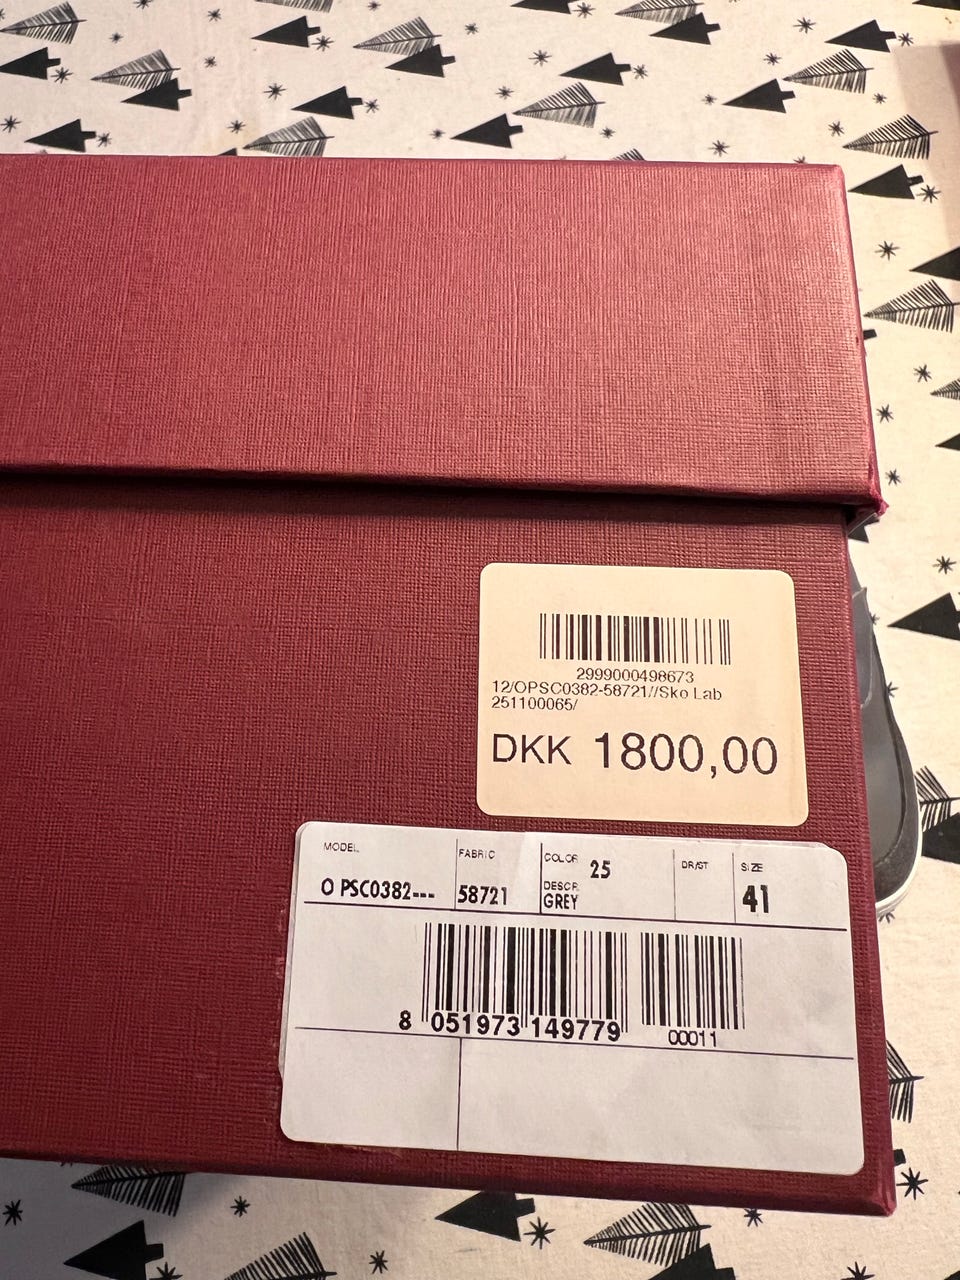 2999000498673
12/OPSC0382-58721//Sko Lab
251100065/
DKK 1800,00
MODEL FABRIC COLOR 25 DR/ST SIZE
O PSC0382--- 58721 DESCR. GREY 41
8 051973 149779 00011